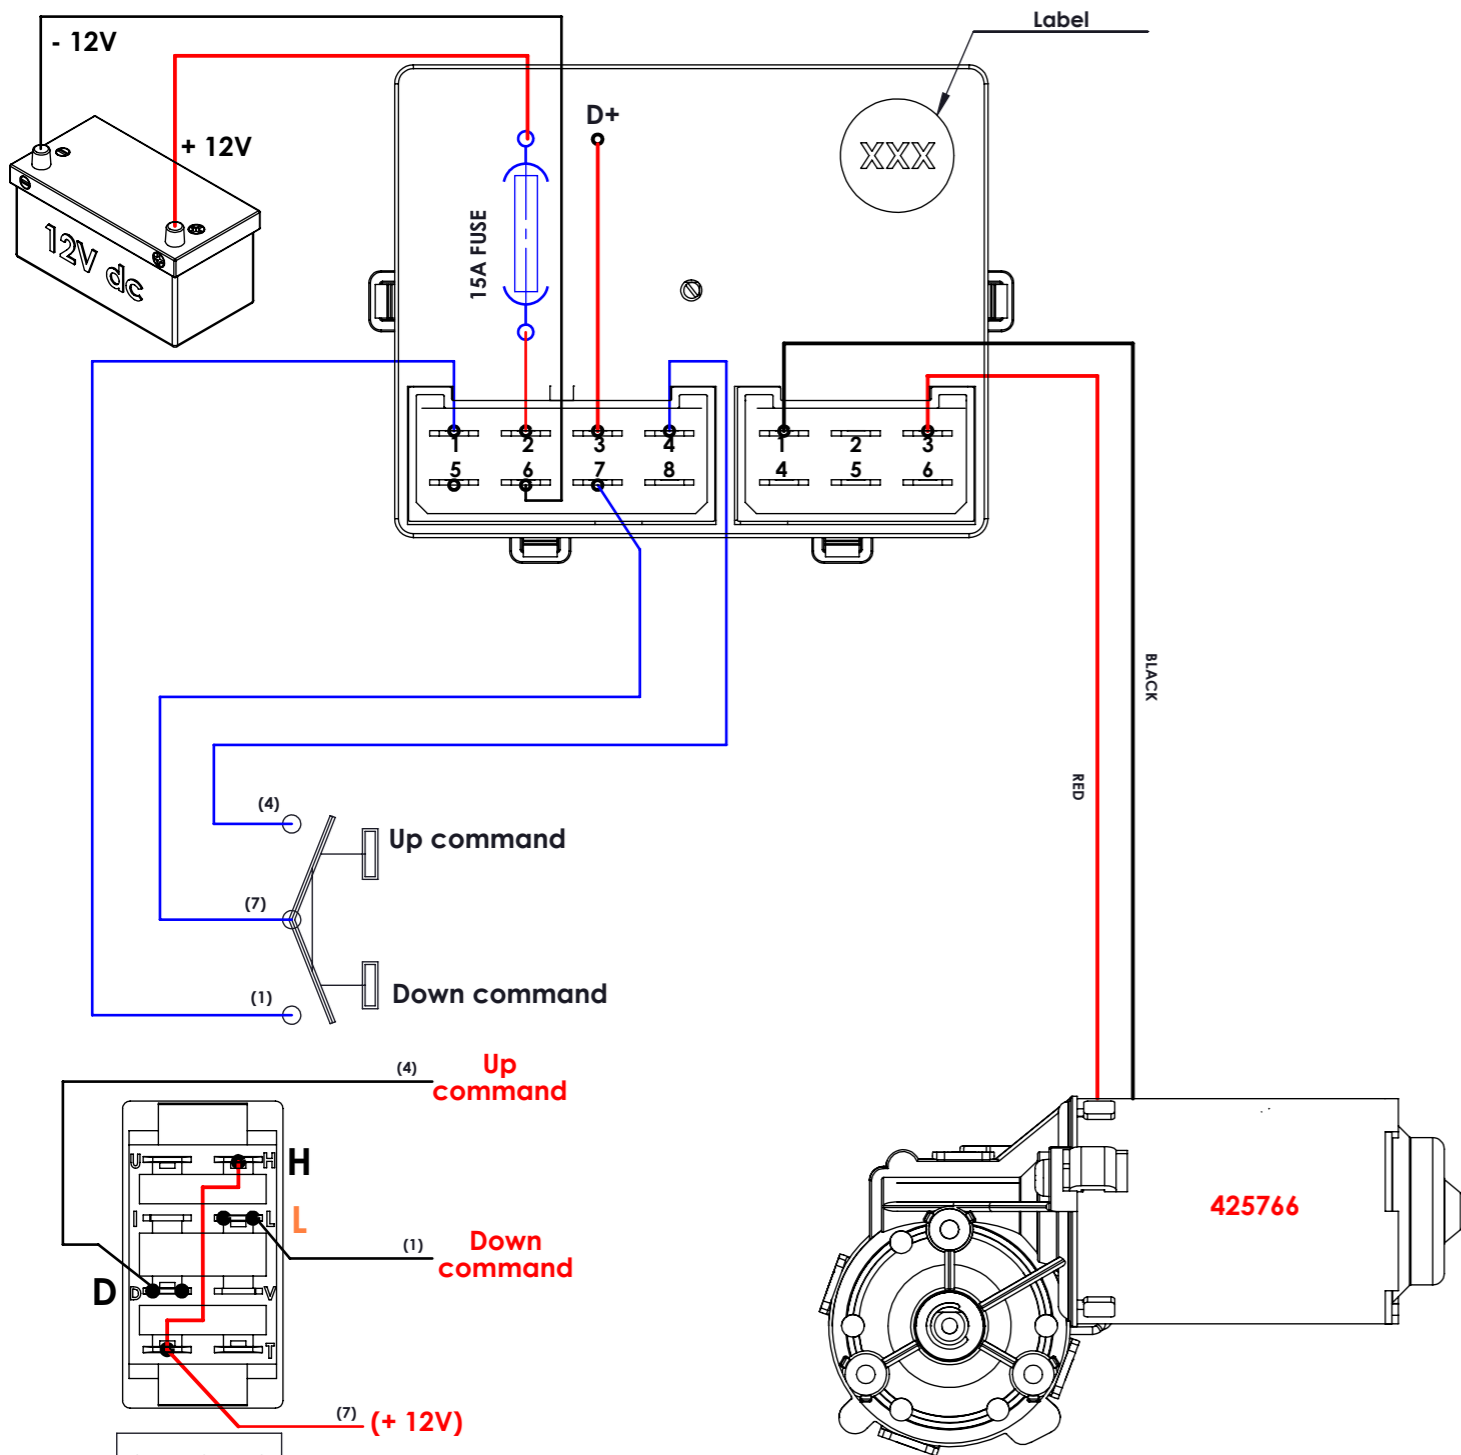 Label
- 12V
+ 12V
12V dc
D+
XXX
15A FUSE
1
2
3
4
5
6
7
8
1
2
3
4
5
6
BLACK
RED
(4)
Up command
(7)
(1)
Down command
(4)
Up
command
U
H
H
I
L
L
(1)
Down
command
D
D
V
T
(7)
(+ 12V)
425766